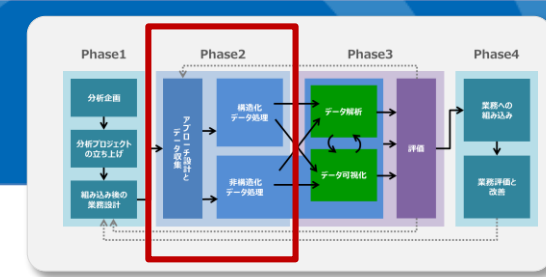 Phase1
Phase2
Phase3
Phase4
分析企画
分析プロジェクト
の立ち上げ
組み込み後の
業務設計
アプローチ設計と
データ収集
構造化
データ処理
非構造化
データ処理
データ解析
データ可視化
評価
業務への
組み込み
業務評価と
改善